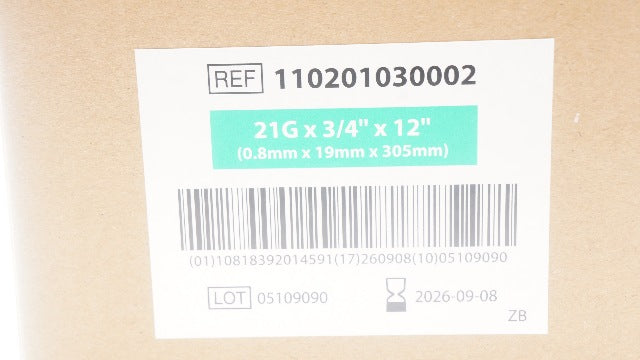 REF 110201030002
21G x 3/4" x 12"
(0.8mm x 19mm x 305mm)
(01)10818392014591(17)260908(10)05109090
LOT 05109090 2026-09-08
ZB